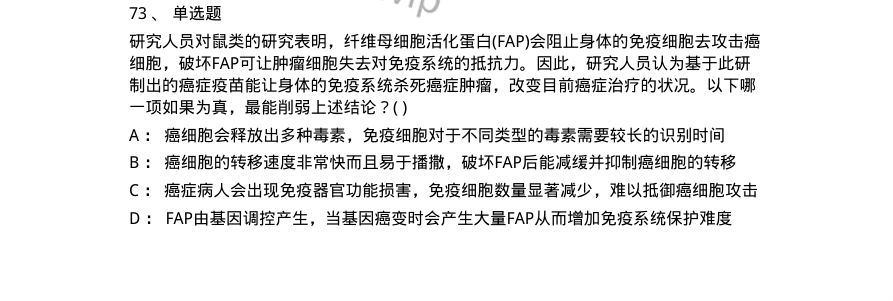 73 、 单选题
研究人员对鼠类的研究表明，纤维母细胞活化蛋白(FAP)会阻止身体的免疫细胞去攻击癌
细胞，破坏FAP可让肿瘤细胞失去对免疫系统的抵抗力。因此，研究人员认为基于此研
制出的癌症疫苗能让身体的免疫系统杀死癌症肿瘤，改变目前癌症治疗的状况。以下哪
一项如果为真，最能削弱上述结论？( )
A ： 癌细胞会释放出多种毒素，免疫细胞对于不同类型的毒素需要较长的识别时间
B ： 癌细胞的转移速度非常快而且易于播撒，破坏FAP后能减缓并抑制癌细胞的转移
C ： 癌症病人会出现免疫器官功能损害，免疫细胞数量显著减少，难以抵御癌细胞攻击
D ： FAP由基因调控产生，当基因癌变时会产生大量FAP从而增加免疫系统保护难度